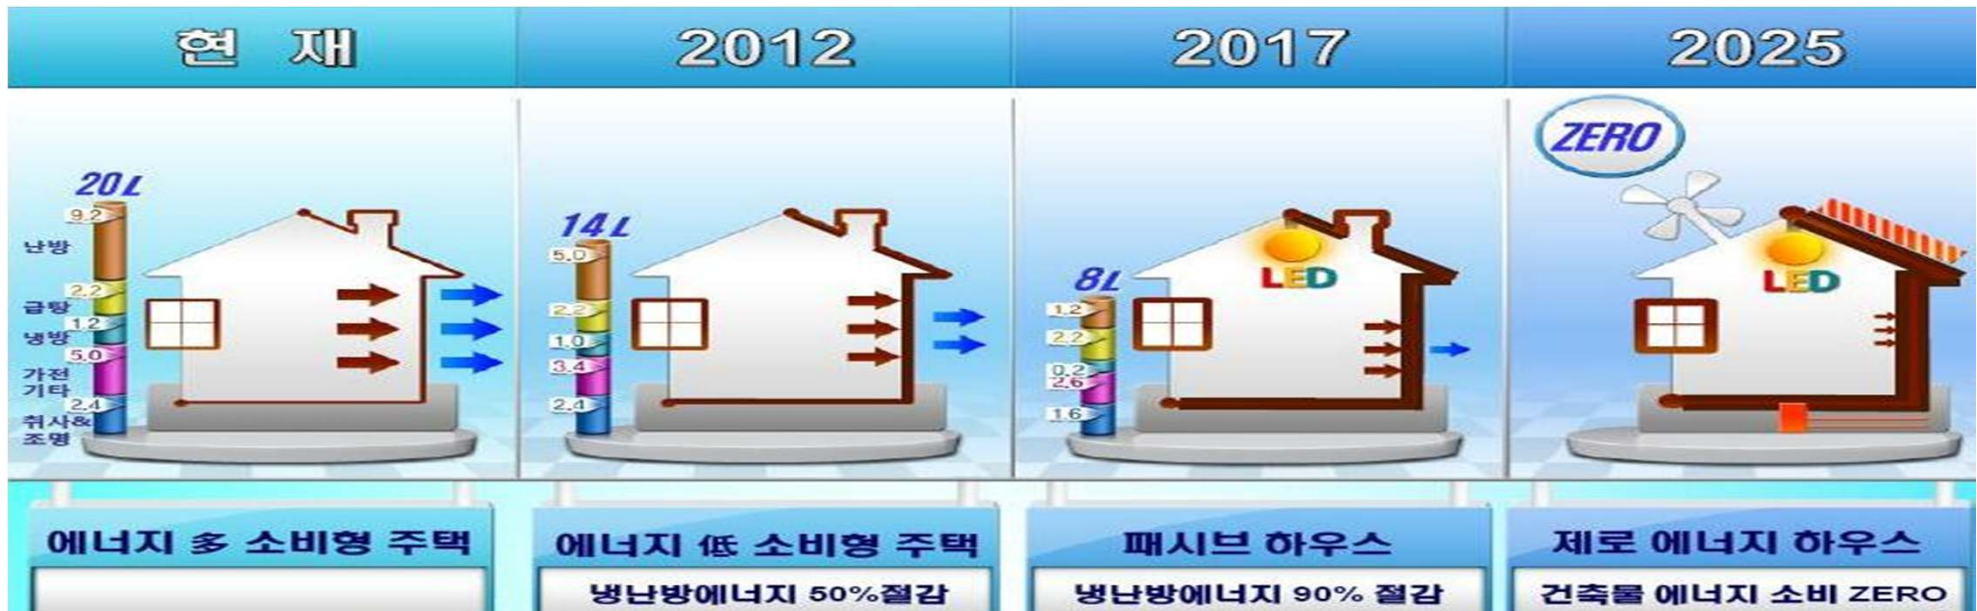 현 재
2012
2017
2025
20L
9.2
난방
2.2
급탕
1.2
냉방
5.0
가전
기타
2.4
취사&
조명
14L
5.0
2.2
1.0
3.4
2.4
8L
1.2
2.2
0.2
2.6
1.6
LED
ZERO
LED
에너지 多 소비형 주택
에너지 低 소비형 주택
냉난방에너지 50%절감
패시브 하우스
냉난방에너지 90% 절감
제로 에너지 하우스
건축물 에너지 소비 ZERO